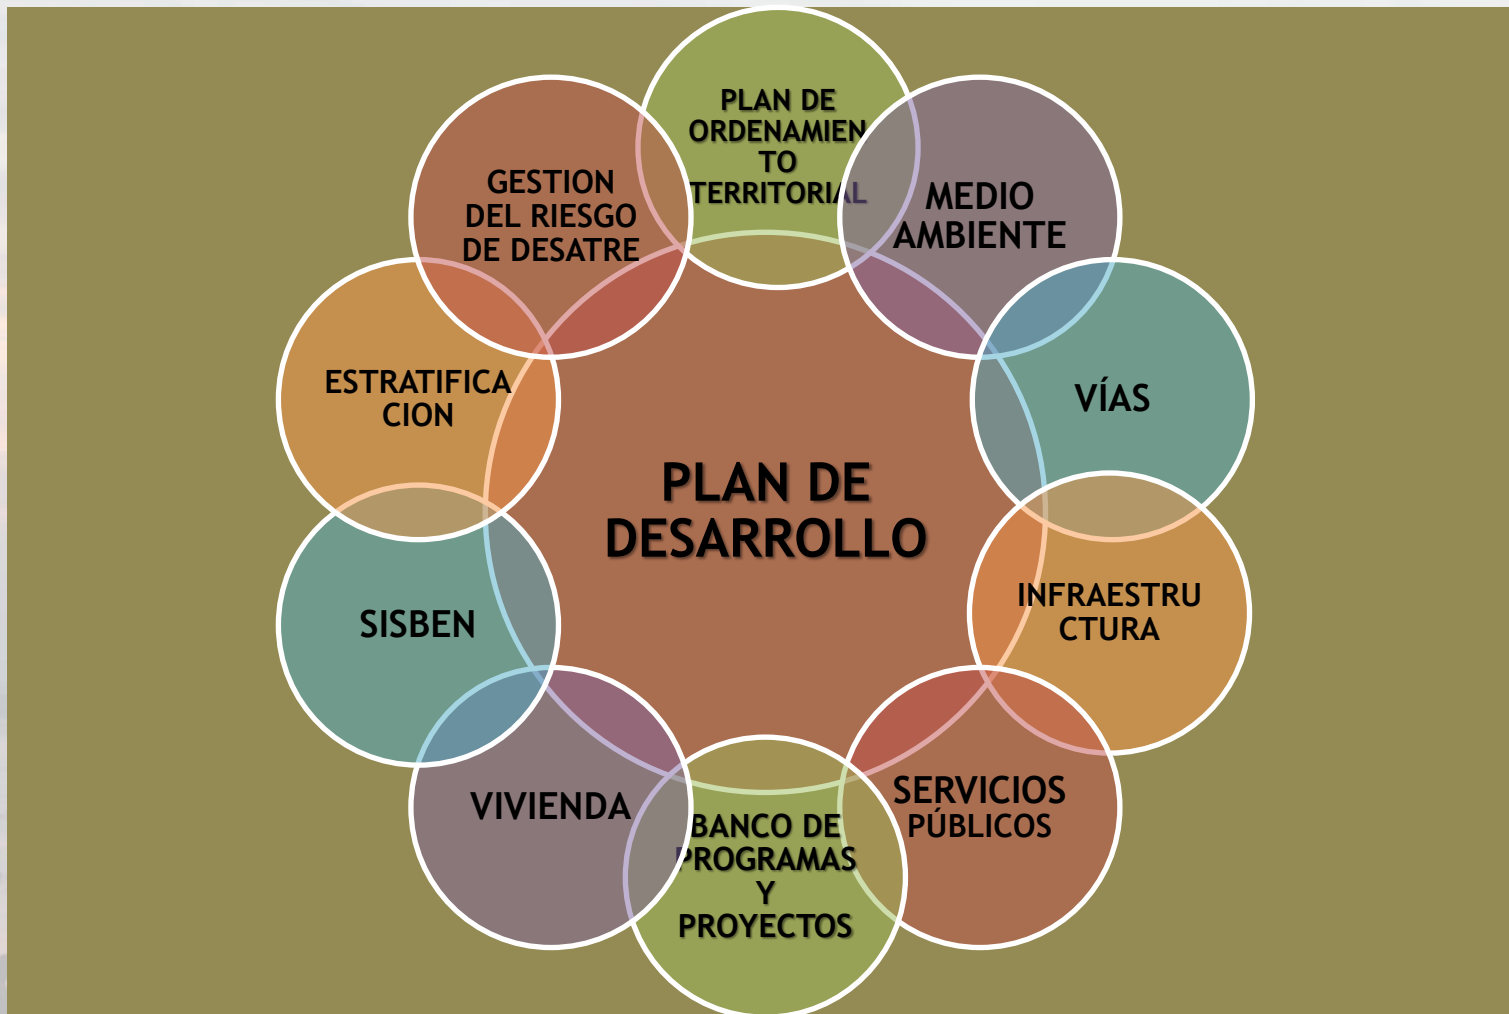 PLAN DE
ORDENAMIEN
TO
TERRITORIAL
MEDIO
AMBIENTE
VÍAS
INFRAESTRU
CTURA
SERVICIOS
PÚBLICOS
BANCO DE
PROGRAMAS
Y
PROYECTOS
VIVIENDA
SISBEN
ESTRATIFICA
CION
GESTION
DEL RIESGO
DE DESATRE
PLAN DE
DESARROLLO